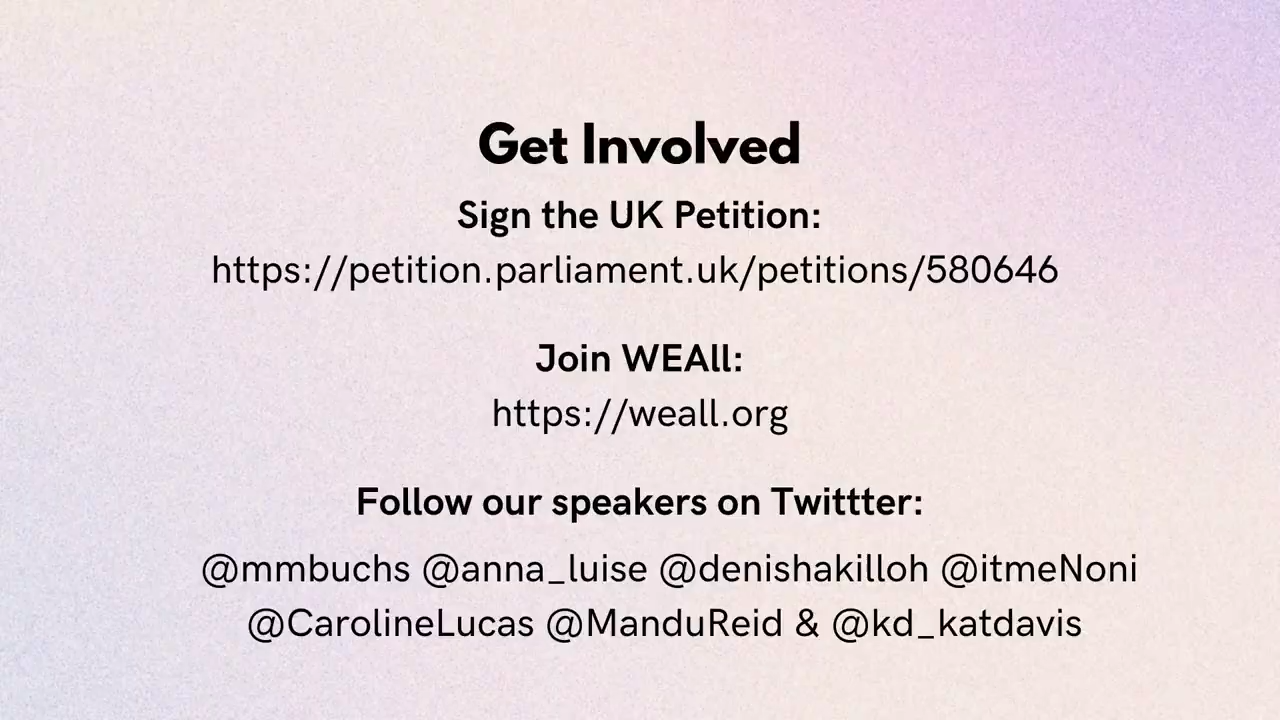 Get Involved
Sign the UK Petition:
https://petition.parliament.uk/petitions/580646
Join WEAll:
https://weall.org
Follow our speakers on Twittter:
@mmbuchs @anna_luise @denishakilloh @itmeNoni
@CarolineLucas @ManduReid & @kd_katdavis